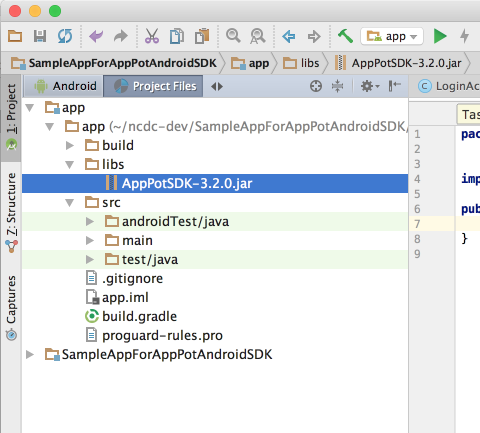 app
SampleAppForAppPotAndroidSDK app libs AppPotSDK-3.2.0.jar
1: Project
Z: Structure
Captures
Android Project Files
app
app (~/ncdc-dev/SampleAppForAppPotAndroidSDK/
build
libs
AppPotSDK-3.2.0.jar
src
androidTest/java
main
test/java
.gitignore
app.iml
build.gradle
proguard-rules.pro
SampleAppForAppPotAndroidSDK
C LoginAc
Tas
1 pac
2
4 imp
5
6 pub
7
8 }
9